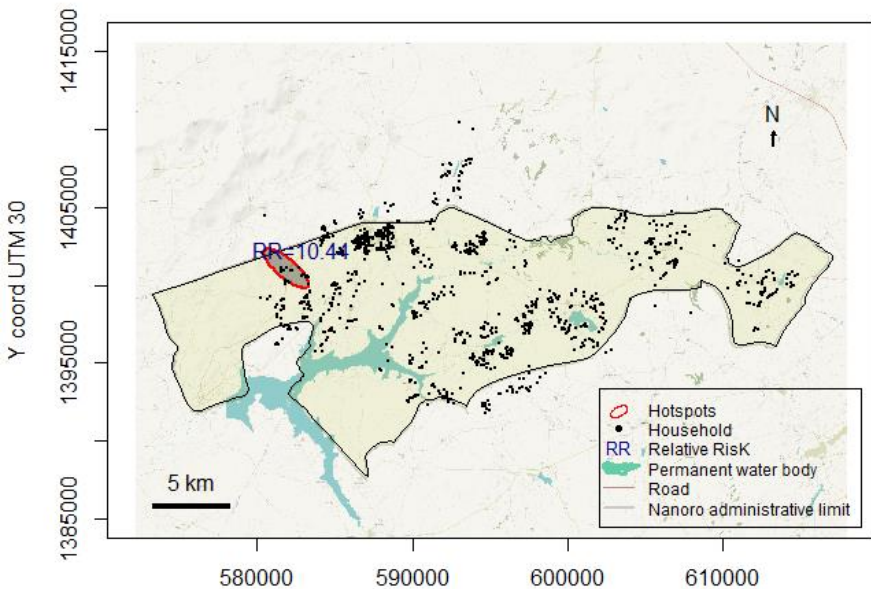 1415000
1405000
1395000
1385000
Y coord UTM 30
N
RR=10.44
5 km
Hotspots
Household
RR Relative RisK
Permanent water body
Road
Nanoro administrative limit
580000 590000 600000 610000